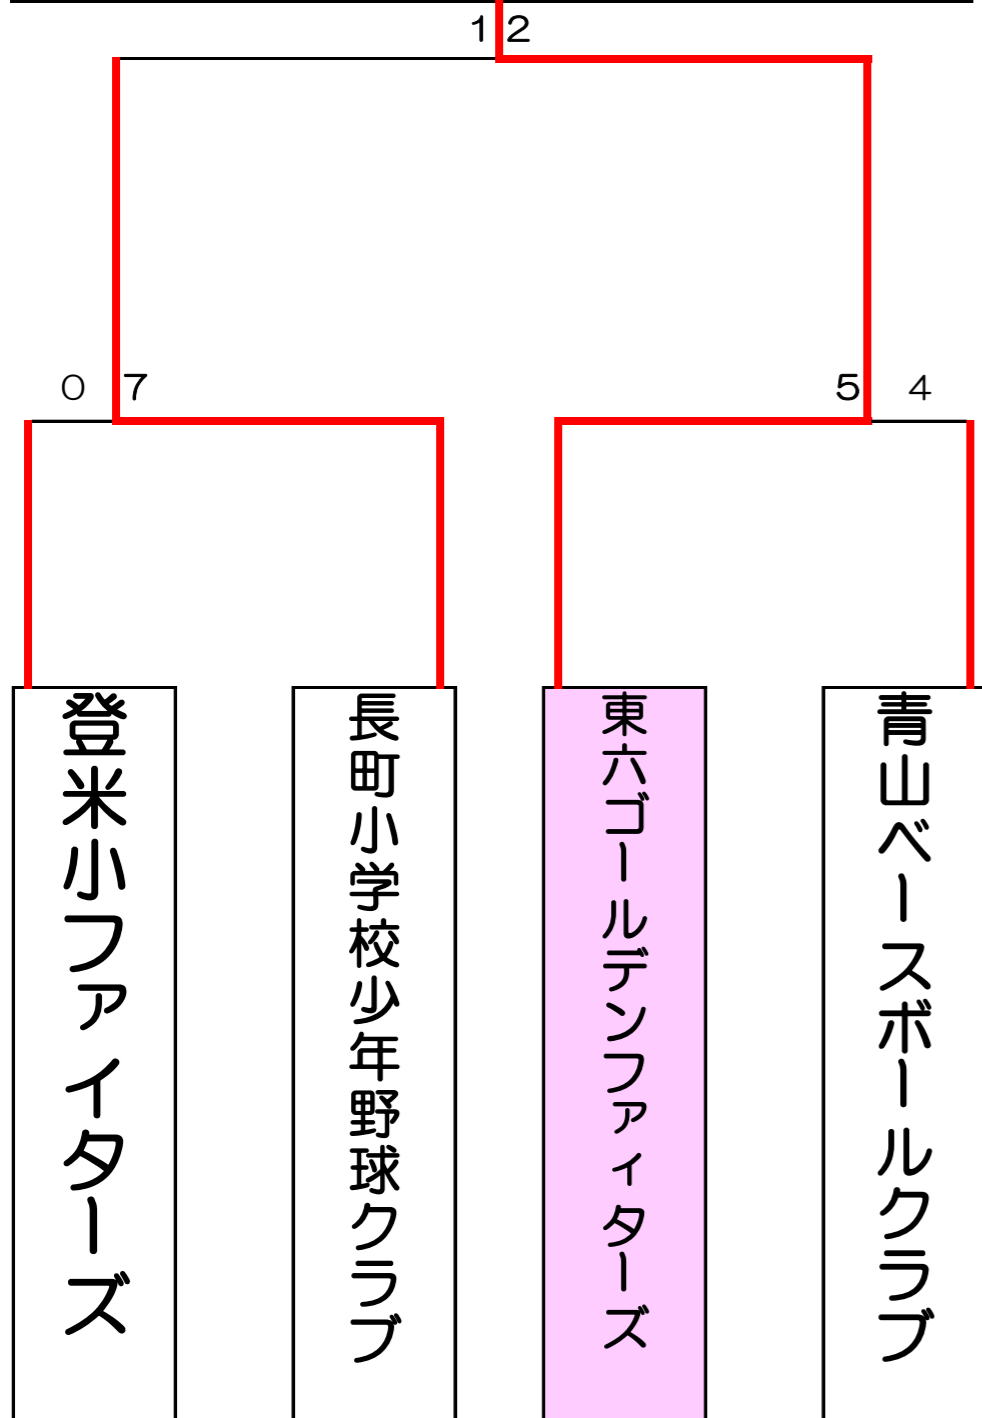 1 2
0 7
5 4
登米小ファイターズ
長町小学校少年野球クラブ
東六ゴールデンファイターズ
青山ベースボールクラブ